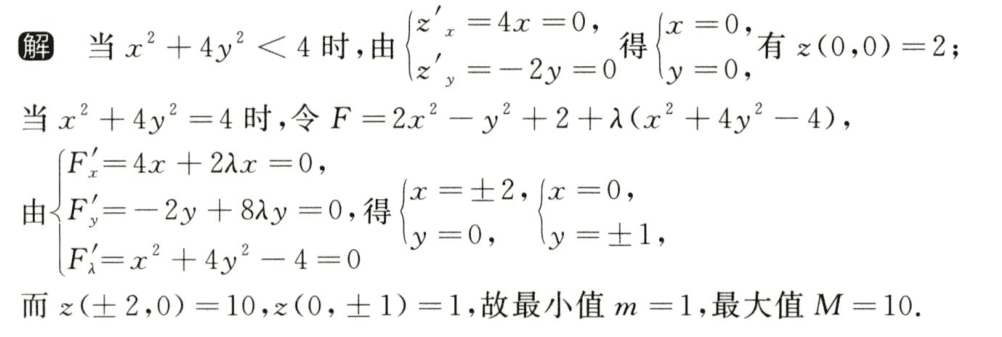 解 当 x² + 4y² < 4 时,由 { z′ₓ = 4x = 0, z′ᵧ = −2y = 0 得 { x = 0, y = 0, 有 z(0,0) = 2;
当 x² + 4y² = 4 时,令 F = 2x² − y² + 2 + λ(x² + 4y² − 4),
由 { F′ₓ = 4x + 2λx = 0, F′ᵧ = −2y + 8λy = 0, F′_λ = x² + 4y² − 4 = 0 得 { x = ±2, y = 0, { x = 0, y = ±1,
而 z(±2,0) = 10,z(0,±1) = 1,故最小值 m = 1,最大值 M = 10.